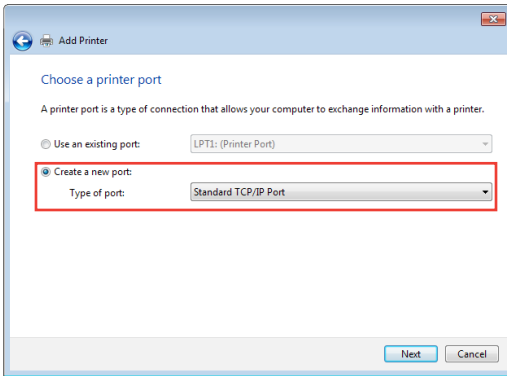 Add Printer
Choose a printer port
A printer port is a type of connection that allows your computer to exchange information with a printer.
Use an existing port: LPT1: (Printer Port)
Create a new port:
Type of port: Standard TCP/IP Port
Next Cancel